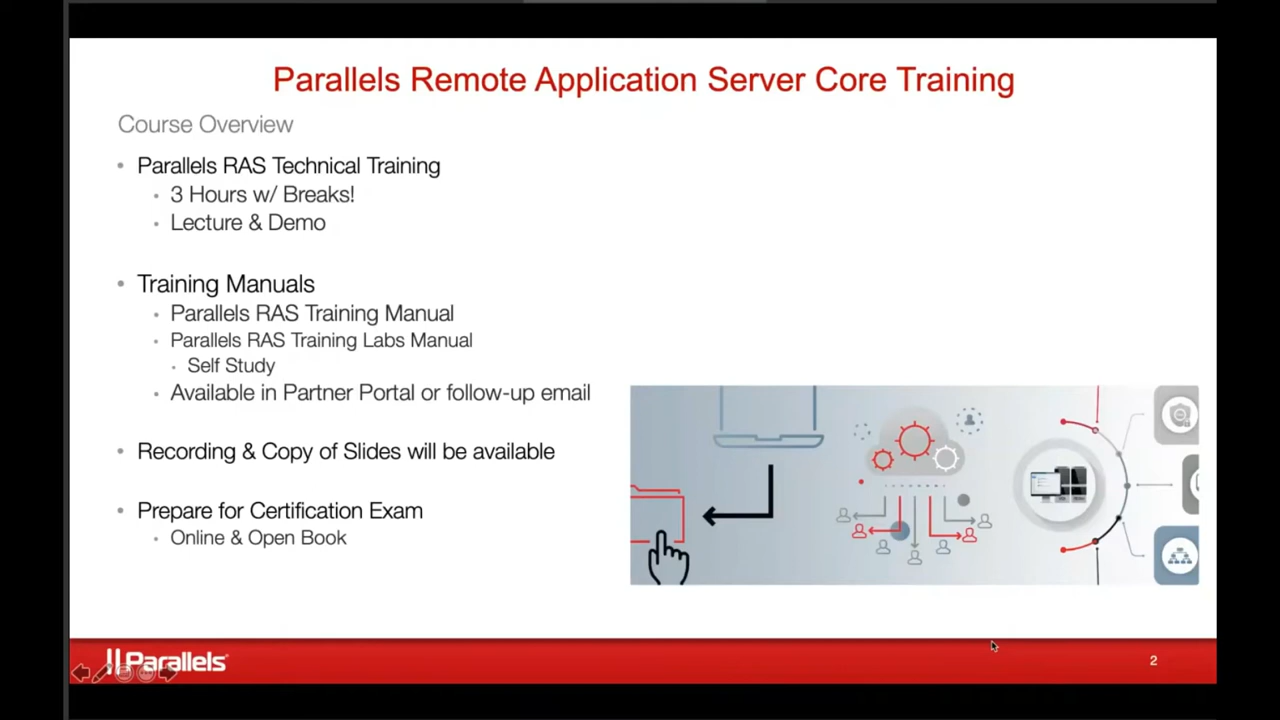 Parallels Remote Application Server Core Training
Course Overview
• Parallels RAS Technical Training
• 3 Hours w/ Breaks!
• Lecture & Demo
• Training Manuals
• Parallels RAS Training Manual
• Parallels RAS Training Labs Manual
• Self Study
• Available in Partner Portal or follow-up email
• Recording & Copy of Slides will be available
• Prepare for Certification Exam
• Online & Open Book
Parallels
2